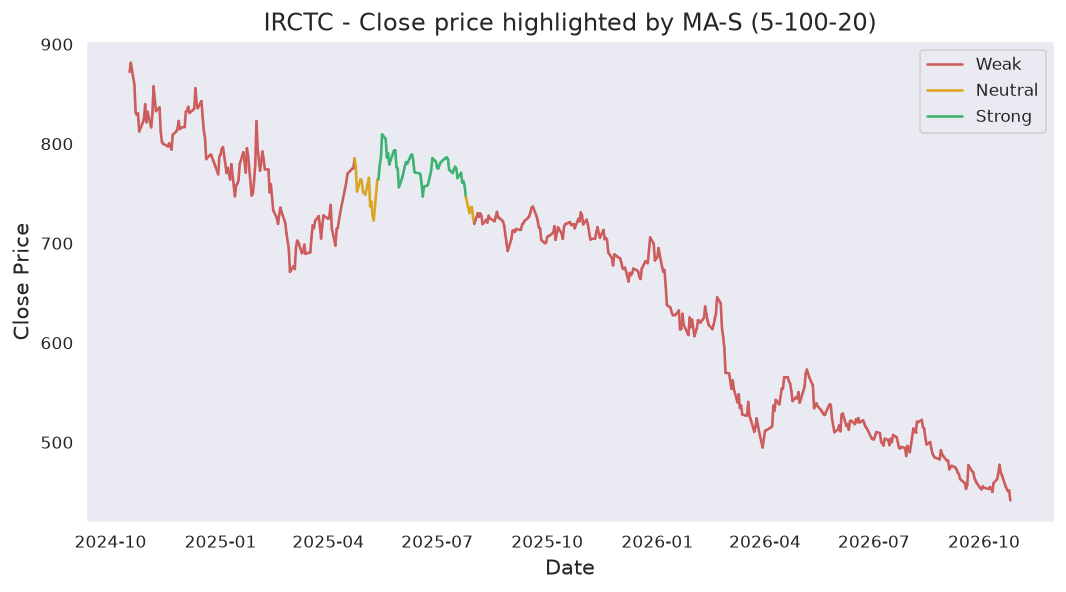 IRCTC - Close price highlighted by MA-S (5-100-20)
Weak
Neutral
Strong
900
800
700
600
500
Close Price
2024-10
2025-01
2025-04
2025-07
2025-10
2026-01
2026-04
2026-07
2026-10
Date